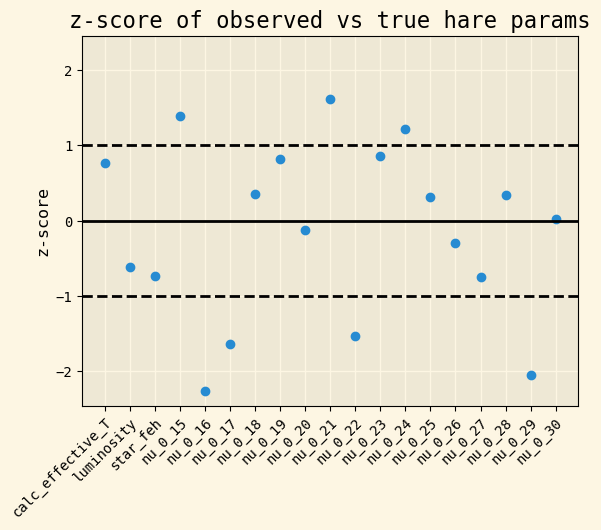 z-score of observed vs true hare params
z-score
2
1
0
−1
−2
calc_effective_T
luminosity
star_feh
nu_0_15
nu_0_16
nu_0_17
nu_0_18
nu_0_19
nu_0_20
nu_0_21
nu_0_22
nu_0_23
nu_0_24
nu_0_25
nu_0_26
nu_0_27
nu_0_28
nu_0_29
nu_0_30